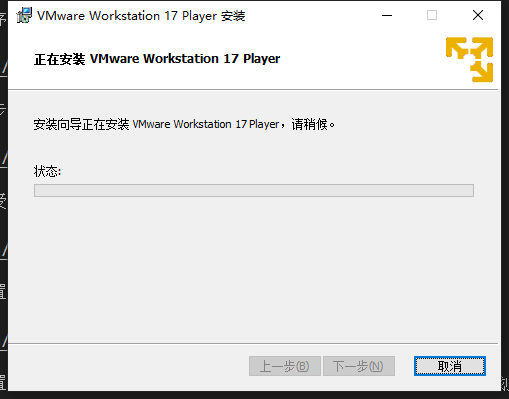 VMware Workstation 17 Player 安装
正在安装 VMware Workstation 17 Player
安装向导正在安装 VMware Workstation 17 Player，请稍候。
状态:
上一步(B)
下一步(N)
取消